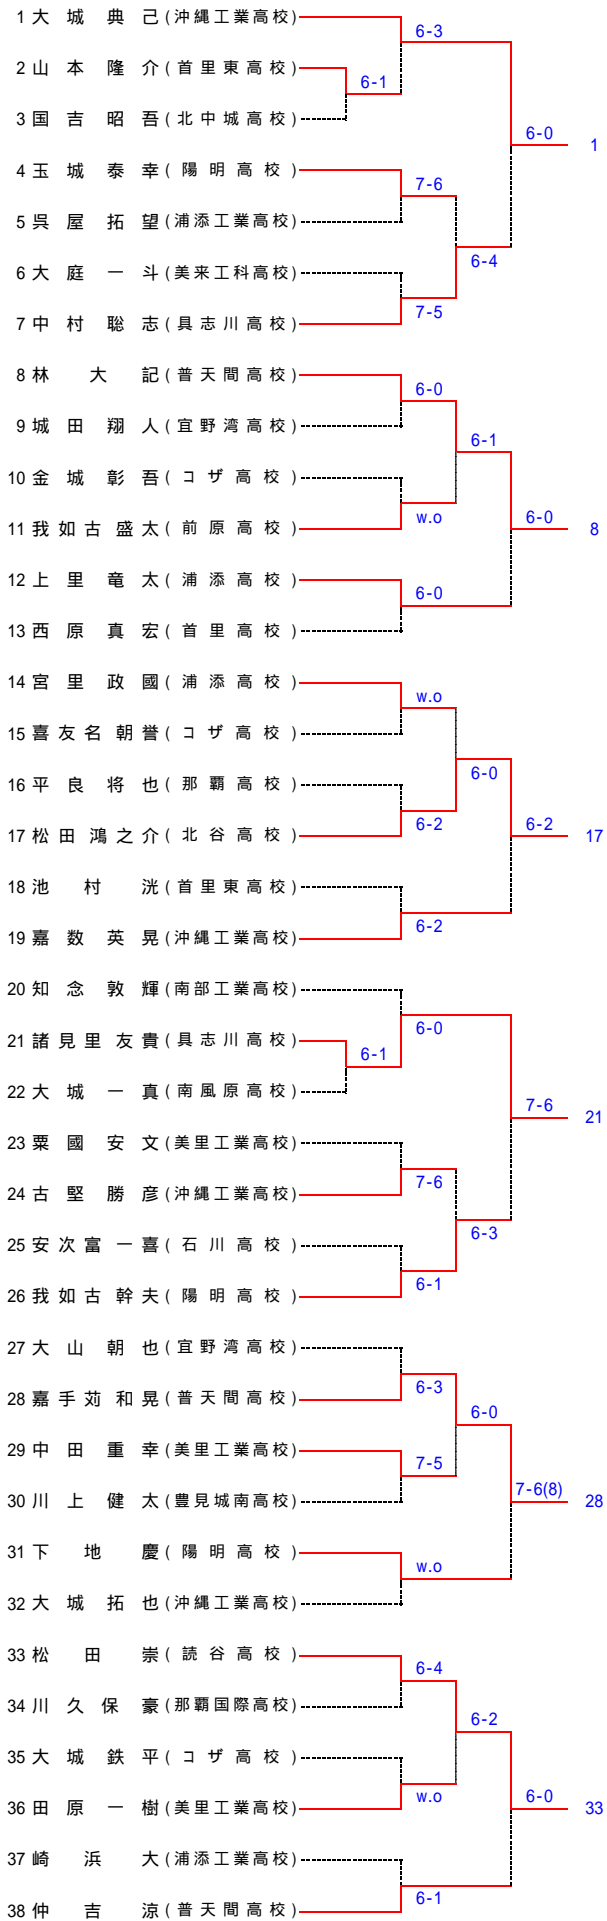 1 大城典己 (沖縄工業高校)
6-3
2 山本隆介 (首里東高校)
6-1
3 国吉昭吾 (北中城高校)
6-0
1
4 玉城泰幸 (陽明高校)
7-6
5 呉屋拓望 (浦添工業高校)
6-4
6 大庭一斗 (美来工科高校)
7-5
7 中村聡志 (具志川高校)
8 林大記 (普天間高校)
6-0
9 城田翔人 (宜野湾高校)
6-1
10 金城彰吾 (コザ高校)
w.o
6-0
8
11 我如古盛太 (前原高校)
12 上里竜太 (浦添高校)
6-0
13 西原真宏 (首里高校)
14 宮里政國 (浦添高校)
w.o
15 喜友名朝誉 (コザ高校)
6-0
16 平良将也 (那覇高校)
6-2
6-2
17
17 松田鴻之介 (北谷高校)
18 池村洸 (首里東高校)
6-2
19 嘉数英晃 (沖縄工業高校)
20 知念敦輝 (南部工業高校)
6-0
21 諸見里友貴 (具志川高校)
6-1
22 大城一真 (南風原高校)
7-6
21
23 粟國安文 (美里工業高校)
7-6
24 古堅勝彦 (沖縄工業高校)
6-3
25 安次富一喜 (石川高校)
6-1
26 我如古幹夫 (陽明高校)
27 大山朝也 (宜野湾高校)
6-3
28 嘉手苅和晃 (普天間高校)
6-0
29 中田重幸 (美里工業高校)
7-5
30 川上健太 (豊見城南高校)
7-6(8)
28
31 下地慶 (陽明高校)
w.o
32 大城拓也 (沖縄工業高校)
33 松田崇 (読谷高校)
6-4
34 川久保豪 (那覇国際高校)
6-2
35 大城鉄平 (コザ高校)
w.o
6-0
33
36 田原一樹 (美里工業高校)
37 崎浜大 (浦添工業高校)
6-1
38 仲吉涼 (普天間高校)